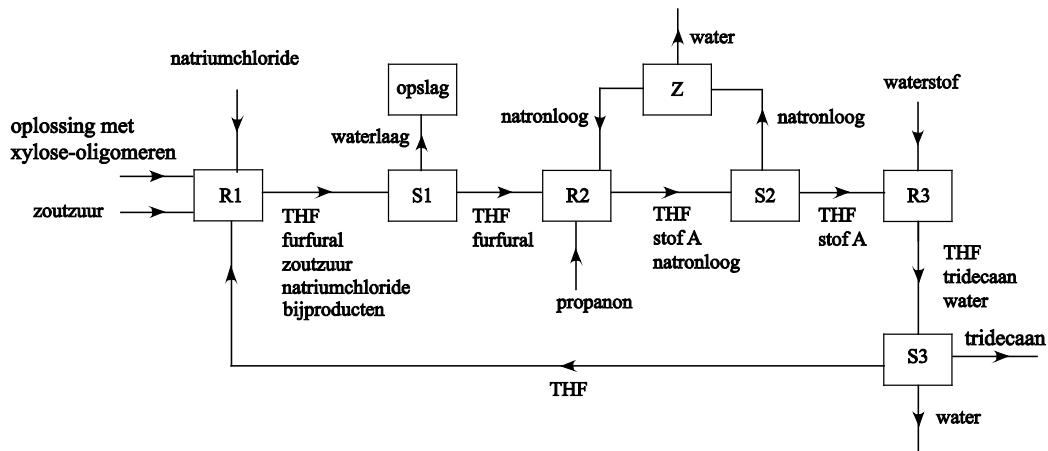 water
natriumchloride
opslag
Z
waterstof
natronloog
natronloog
oplossing met
xylose-oligomeren
waterlaag
R1
S1
R2
S2
R3
zoutzuur
THF
furfural
zoutzuur
natriumchloride
bijproducten
THF
furfural
THF
stof A
natronloog
THF
stof A
THF
tridecaan
water
propanon
S3
tridecaan
THF
water